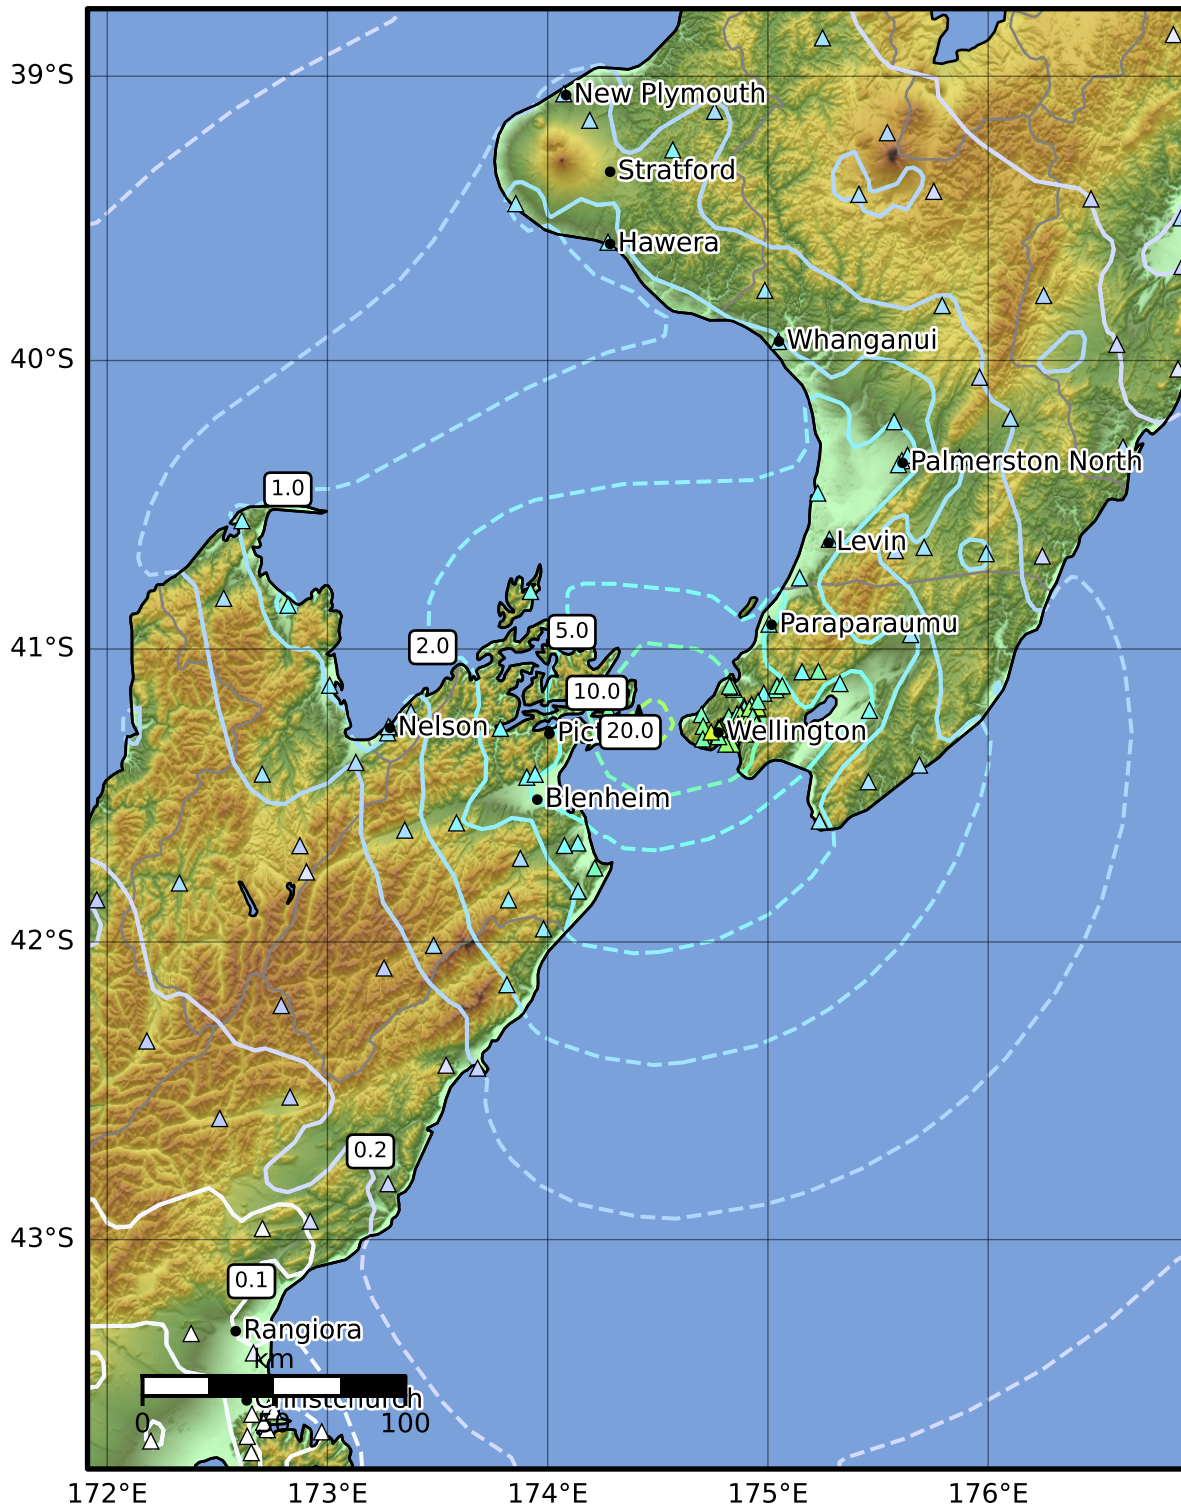 39°S
New Plymouth
Stratford
Hawera
40°S
Whanganui
Palmerston North
1.0
Levin
41°S
Paraparaumu
5.0
2.0
10.0
Nelson
20.0
Wellington
Blenheim
42°S
0.2
43°S
0.1
Rangiora
km
Christchurch
0
50
100
172°E
173°E
174°E
175°E
176°E